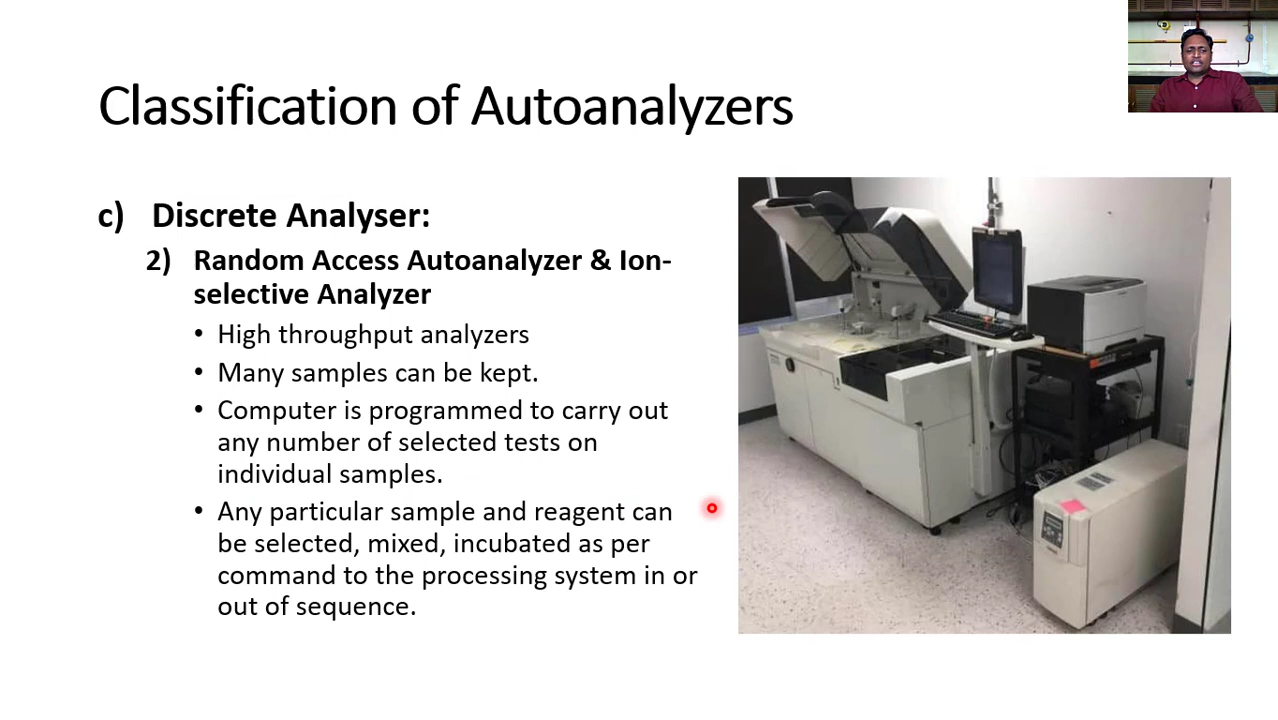 Classification of Autoanalyzers
c) Discrete Analyser:
2) Random Access Autoanalyzer & Ion-
selective Analyzer
• High throughput analyzers
• Many samples can be kept.
• Computer is programmed to carry out
any number of selected tests on
individual samples.
• Any particular sample and reagent can
be selected, mixed, incubated as per
command to the processing system in or
out of sequence.